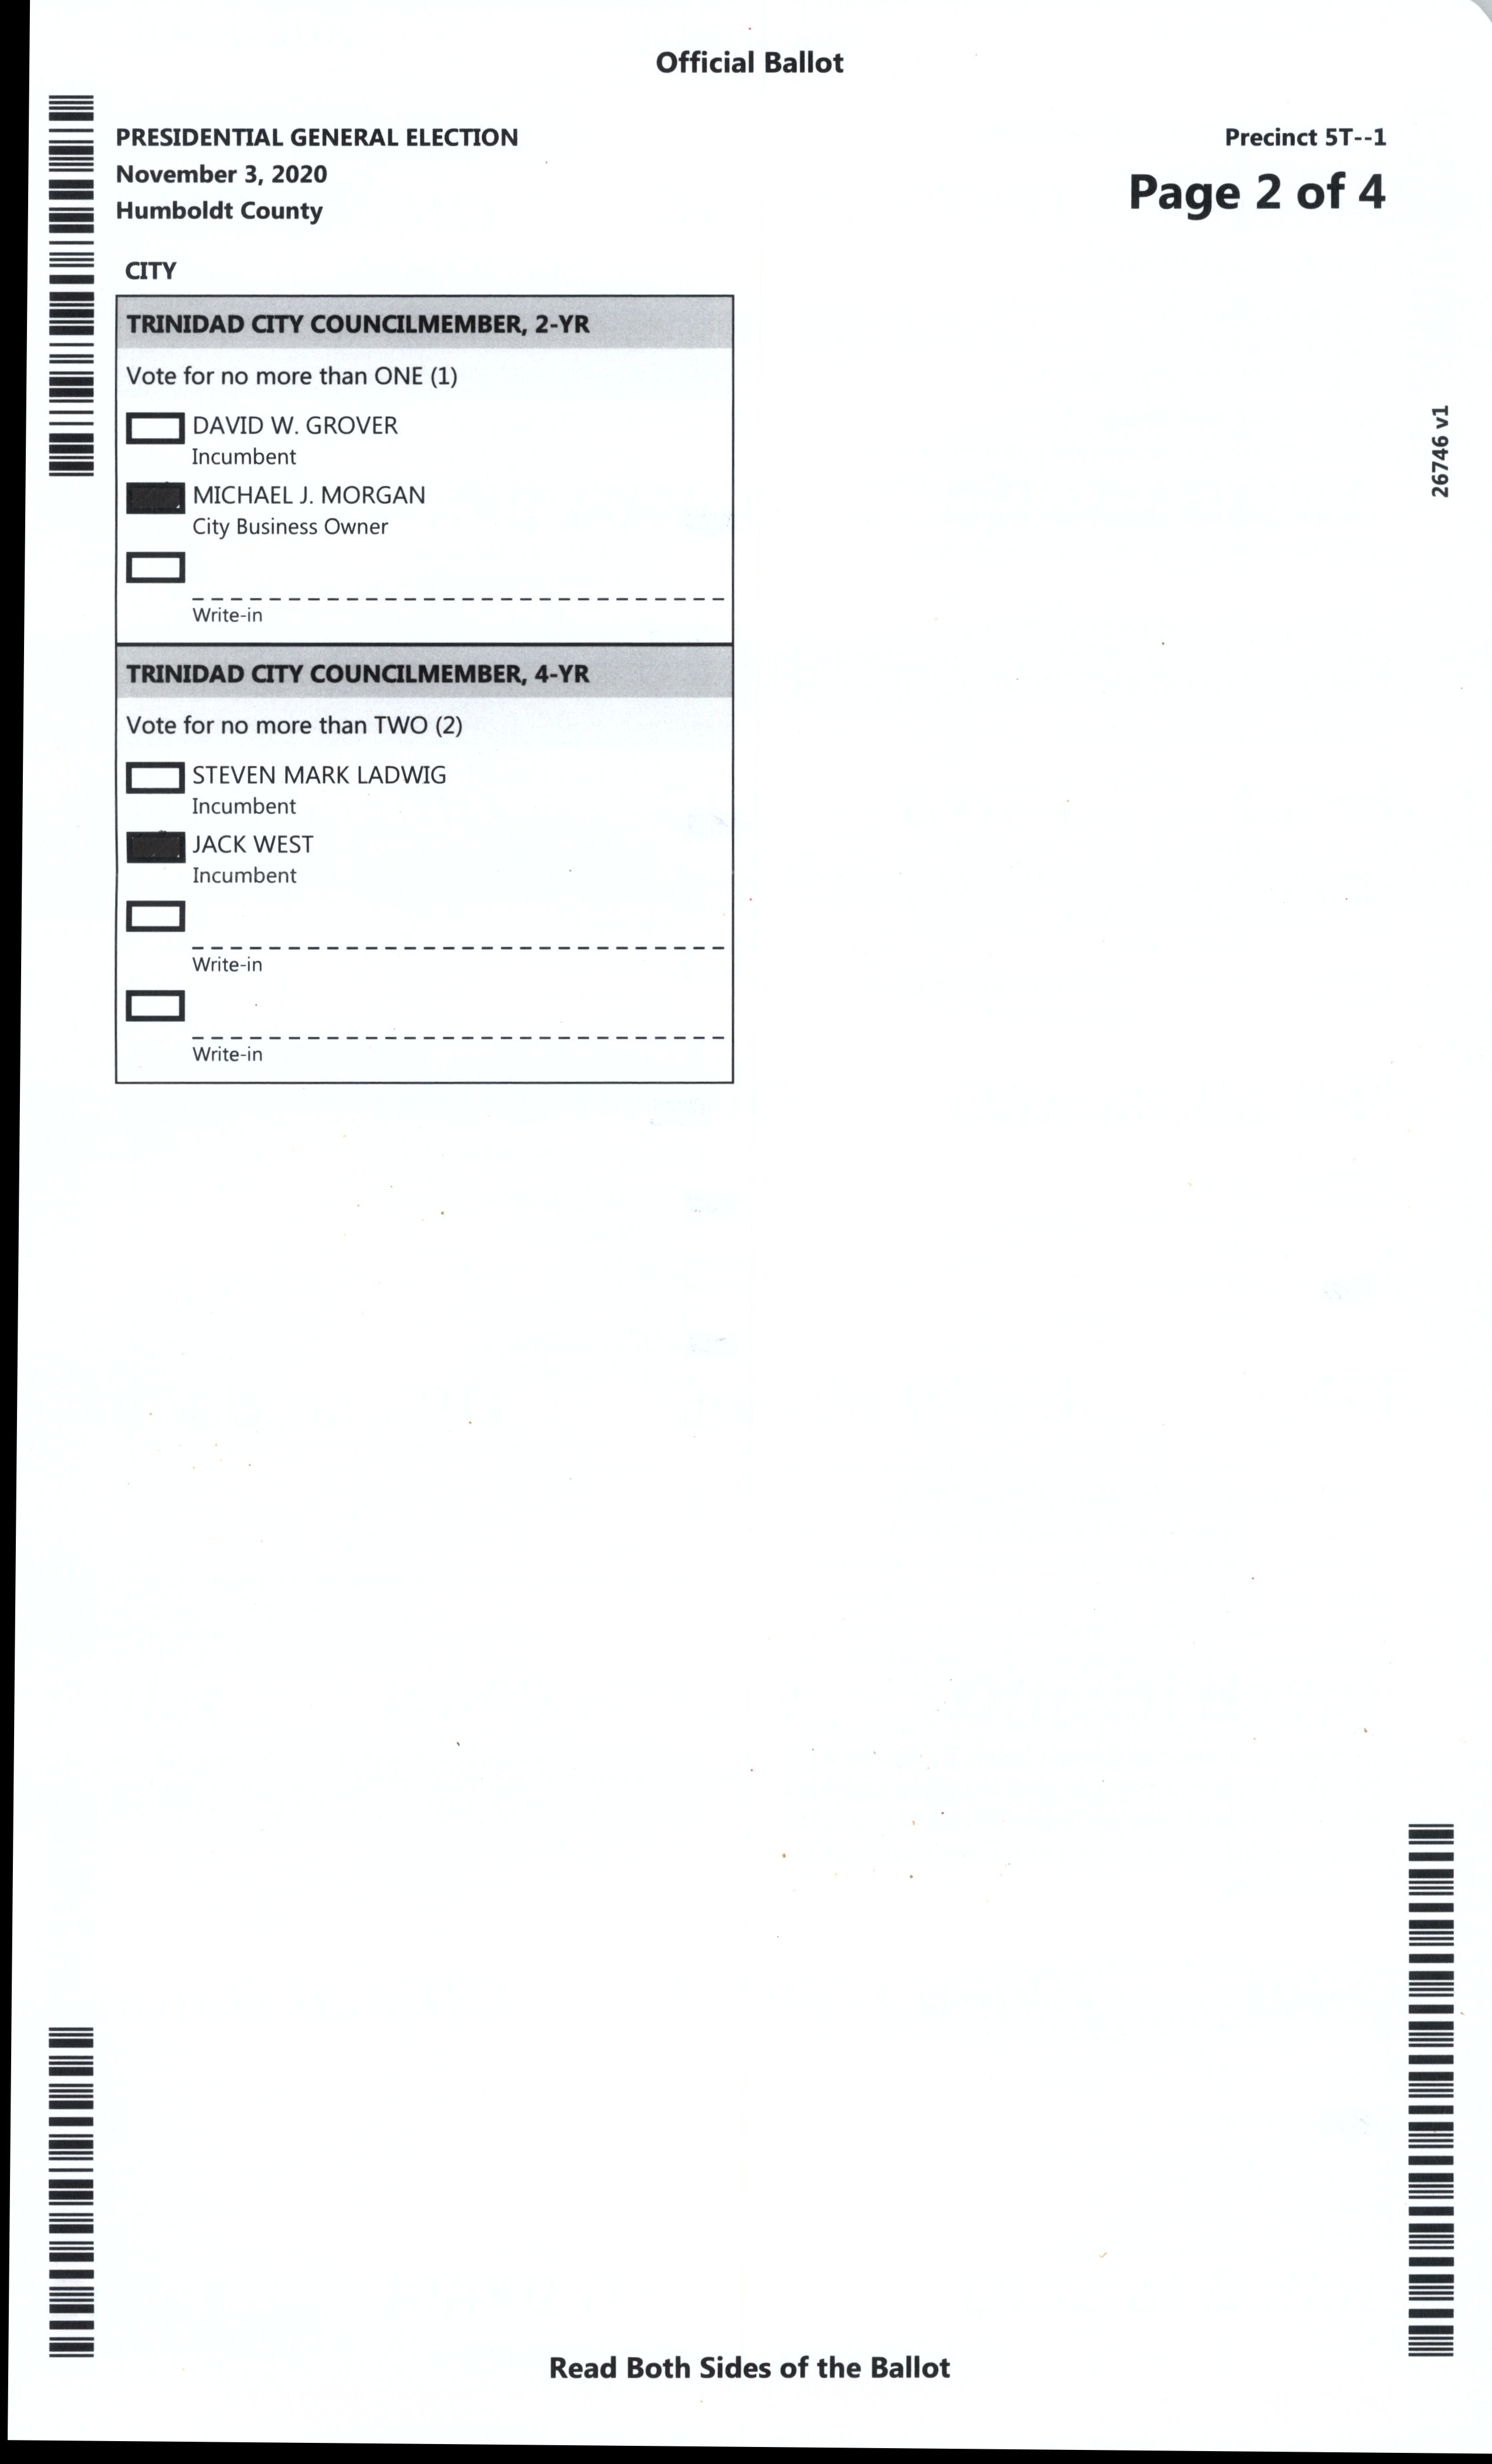 Official Ballot
PRESIDENTIAL GENERAL ELECTION
November 3, 2020
Humboldt County
Precinct 5T--1
Page 2 of 4
CITY
TRINIDAD CITY COUNCILMEMBER, 2-YR
Vote for no more than ONE (1)
DAVID W. GROVER
Incumbent
MICHAEL J. MORGAN
City Business Owner
Write-in
TRINIDAD CITY COUNCILMEMBER, 4-YR
Vote for no more than TWO (2)
STEVEN MARK LADWIG
Incumbent
JACK WEST
Incumbent
Write-in
Write-in
26746 v1
Read Both Sides of the Ballot